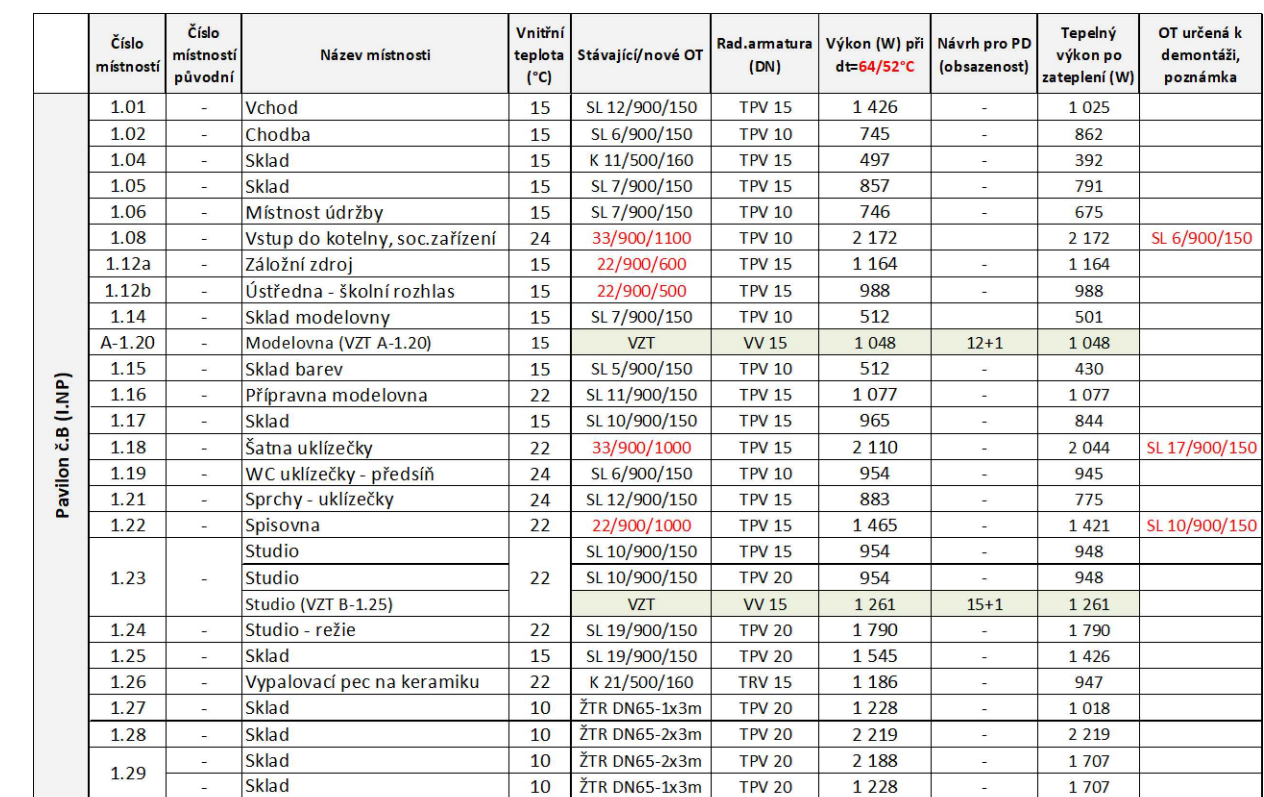 Číslo místností | Číslo místností původní | Název místnosti | Vnitřní teplota (°C) | Stávající/nové OT | Rad.armatura (DN) | Výkon (W) při dt=64/52°C | Návrh pro PD (obsazenost) | Tepelný výkon po zateplení (W) | OT určená k demontáži, poznámka
Pavilon č.B (I.NP)
1.01 - Vchod 15 SL 12/900/150 TPV 15 1 426 - 1 025
1.02 - Chodba 15 SL 6/900/150 TPV 10 745 - 862
1.04 - Sklad 15 K 11/500/160 TPV 15 497 - 392
1.05 - Sklad 15 SL 7/900/150 TPV 15 857 - 791
1.06 - Místnost údržby 15 SL 7/900/150 TPV 10 746 - 675
1.08 - Vstup do kotelny, soc.zařízení 24 33/900/1100 TPV 10 2 172 2 172 SL 6/900/150
1.12a - Záložní zdroj 15 22/900/600 TPV 15 1 164 - 1 164
1.12b - Ústředna - školní rozhlas 15 22/900/500 TPV 15 988 - 988
1.14 - Sklad modelovny 15 SL 7/900/150 TPV 10 512 - 501
A-1.20 - Modelovna (VZT A-1.20) 15 VZT VV 15 1 048 12+1 1 048
1.15 - Sklad barev 15 SL 5/900/150 TPV 10 512 - 430
1.16 - Přípravna modelovna 22 SL 11/900/150 TPV 15 1 077 - 1 077
1.17 - Sklad 15 SL 10/900/150 TPV 15 965 - 844
1.18 - Šatna uklízečky 22 33/900/1000 TPV 15 2 110 - 2 044 SL 17/900/150
1.19 - WC uklízečky - předsíň 24 SL 6/900/150 TPV 10 954 - 945
1.21 - Sprchy - uklízečky 24 SL 12/900/150 TPV 15 883 - 775
1.22 - Spisovna 22 22/900/1000 TPV 15 1 465 - 1 421 SL 10/900/150
Studio SL 10/900/150 TPV 15 954 - 948
1.23 - Studio 22 SL 10/900/150 TPV 20 954 - 948
Studio (VZT B-1.25) VZT VV 15 1 261 15+1 1 261
1.24 - Studio - režie 22 SL 19/900/150 TPV 20 1 790 - 1 790
1.25 - Sklad 15 SL 19/900/150 TPV 20 1 545 - 1 426
1.26 - Vypalovací pec na keramiku 22 K 21/500/160 TRV 15 1 186 - 947
1.27 - Sklad 10 ŽTR DN65-1x3m TPV 20 1 228 - 1 018
1.28 - Sklad 10 ŽTR DN65-2x3m TPV 20 2 219 - 2 219
1.29 - Sklad 10 ŽTR DN65-2x3m TPV 20 2 188 - 1 707
- Sklad 10 ŽTR DN65-1x3m TPV 20 1 228 - 1 707